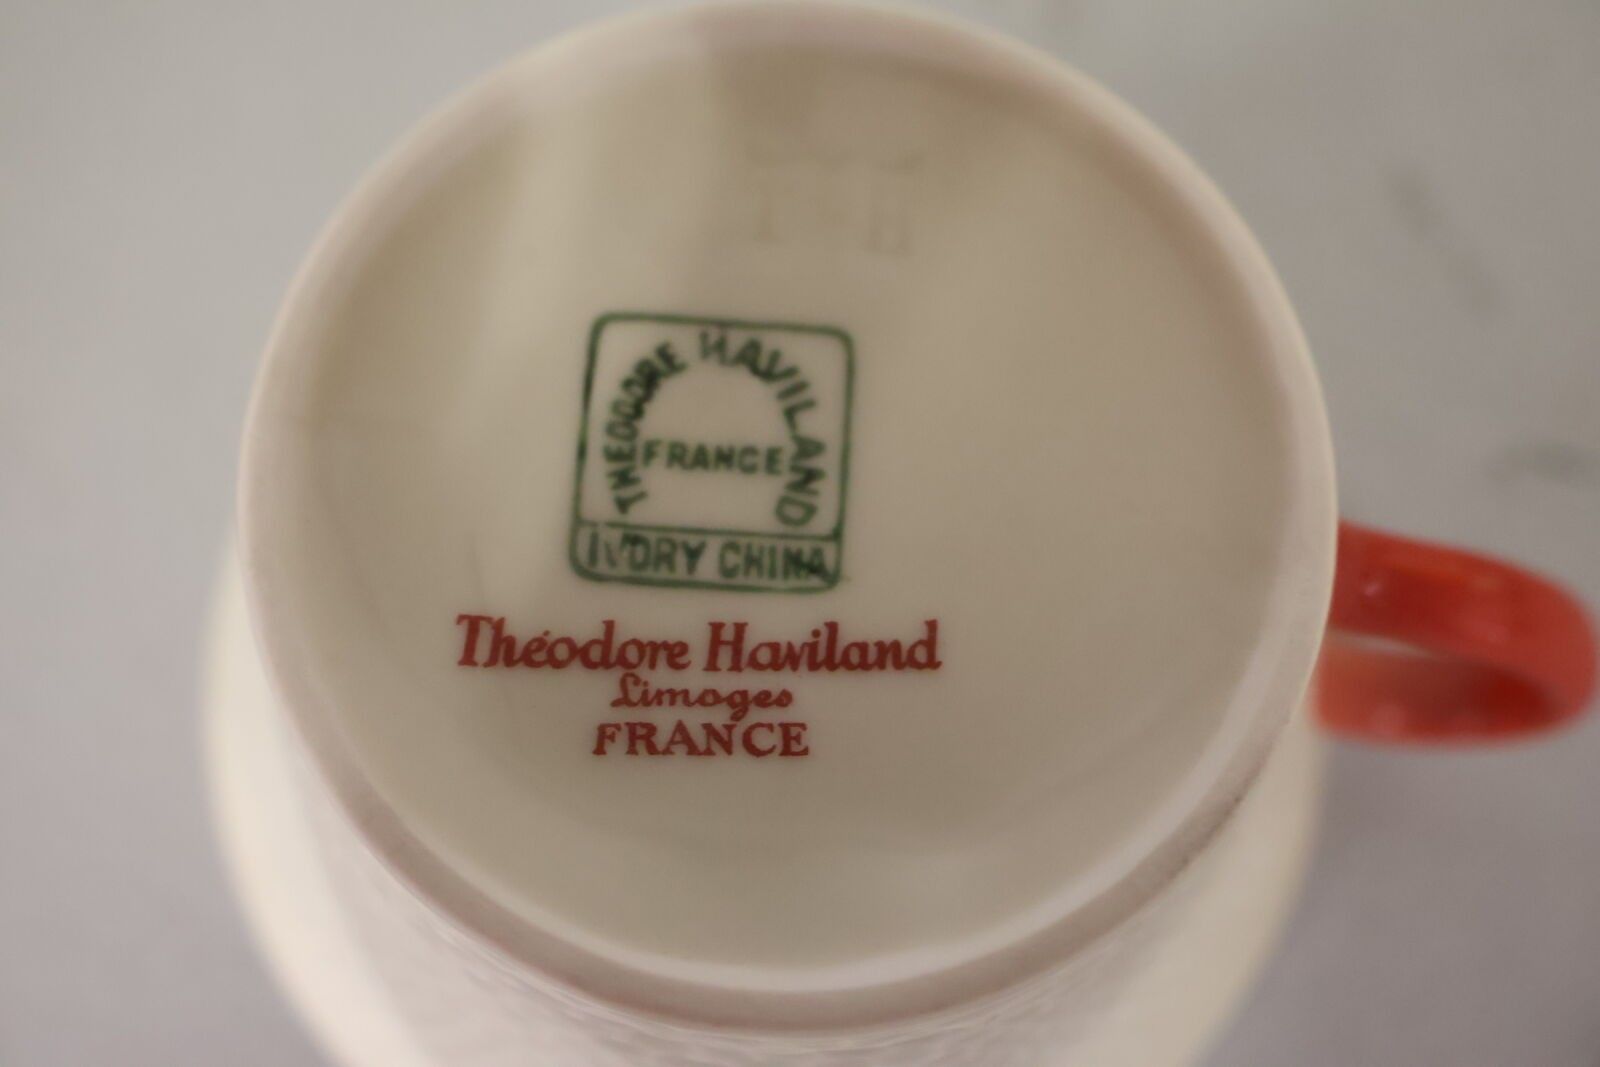 THEODORE HAVILAND
FRANCE
IVORY CHINA
Théodore Haviland
Limoges
FRANCE